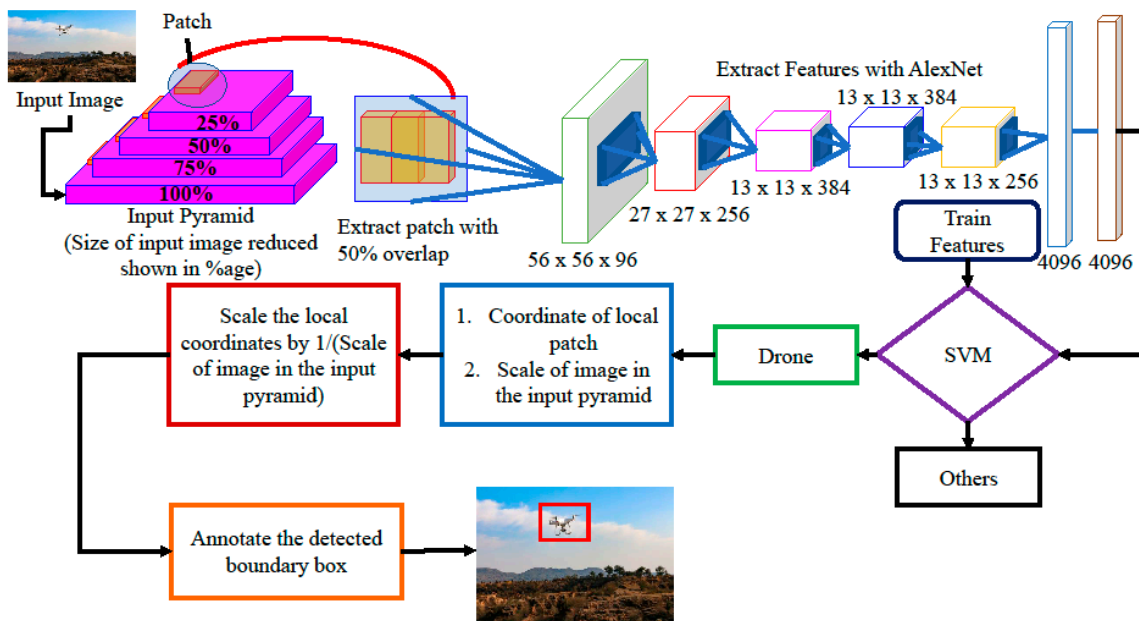 Patch
Input Image
25%
50%
75%
100%
Input Pyramid
(Size of input image reduced
shown in %age)
Extract patch with
50% overlap
Extract Features with AlexNet
56 x 56 x 96
27 x 27 x 256
13 x 13 x 384
13 x 13 x 384
13 x 13 x 256
4096
4096
Train
Features
SVM
Others
Drone
1. Coordinate of local
patch
2. Scale of image in
the input pyramid
Scale the local
coordinates by 1/(Scale
of image in the input
pyramid)
Annotate the detected
boundary box